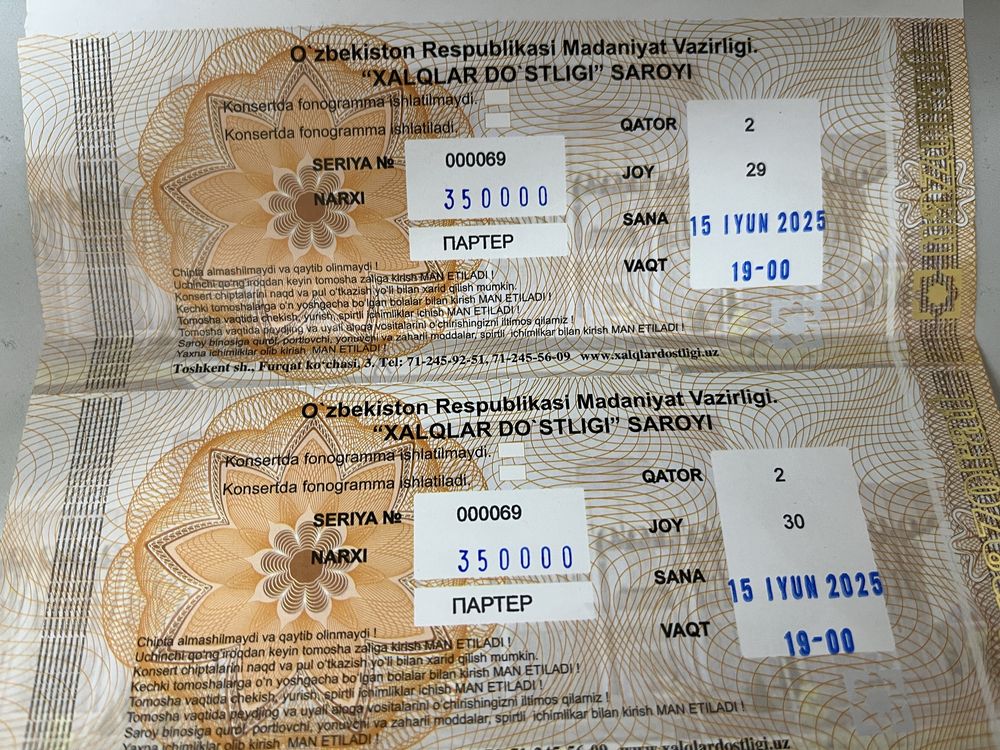 O`zbekiston Respublikasi Madaniyat Vazirligi.
“XALQLAR DO`STLIGI” SAROYI
Konsertda fonogramma ishlatilmaydi.
Konsertda fonogramma ishlatiladi.
SERIYA № 000069
NARXI 350000
ПАРТЕР
QATOR 2
JOY 29
SANA 15 IYUN 2025
VAQT 19-00
Chipta almashilmaydi va qaytib olinmaydi !
Uchinchi qo‘ng‘iroqdan keyin tomosha zaliga kirish MAN ETILADI !
Konsert chiptalarini naqd va pul o‘tkazish yo‘li bilan xarid qilish mumkin.
Kechki tomoshalarga o‘n yoshgacha bo‘lgan bolalar bilan kirish MAN ETILADI !
Tomosha vaqtida chekish, yurish, spirtli ichimliklar ichish MAN ETILADI !
Tomosha vaqtida peydjing va uyali aloqa vositalarini o‘chirishingizni iltimos qilamiz !
Saroy binosiga qurol, portlovchi, yonuvchi va zaharli moddalar, spirtli ichimliklar bilan kirish MAN ETILADI !
Yaxna ichimliklar olib kirish MAN ETILADI !
Toshkent sh., Furqat ko‘chasi, 3. Tel: 71-245-92-51, 71-245-56-09 www.xalqlardostligi.uz
O`zbekiston Respublikasi Madaniyat Vazirligi.
“XALQLAR DO`STLIGI” SAROYI
Konsertda fonogramma ishlatilmaydi.
Konsertda fonogramma ishlatiladi.
SERIYA № 000069
NARXI 350000
ПАРТЕР
QATOR 2
JOY 30
SANA 15 IYUN 2025
VAQT 19-00
Chipta almashilmaydi va qaytib olinmaydi !
Uchinchi qo‘ng‘iroqdan keyin tomosha zaliga kirish MAN ETILADI !
Konsert chiptalarini naqd va pul o‘tkazish yo‘li bilan xarid qilish mumkin.
Kechki tomoshalarga o‘n yoshgacha bo‘lgan bolalar bilan kirish MAN ETILADI !
Tomosha vaqtida chekish, yurish, spirtli ichimliklar ichish MAN ETILADI !
Tomosha vaqtida peydjing va uyali aloqa vositalarini o‘chirishingizni iltimos qilamiz !
Saroy binosiga qurol, portlovchi, yonuvchi va zaharli moddalar, spirtli ichimliklar bilan kirish MAN ETILADI !
Yaxna ichimliklar olib kirish MAN ETILADI !
www.xalqlardostligi.uz